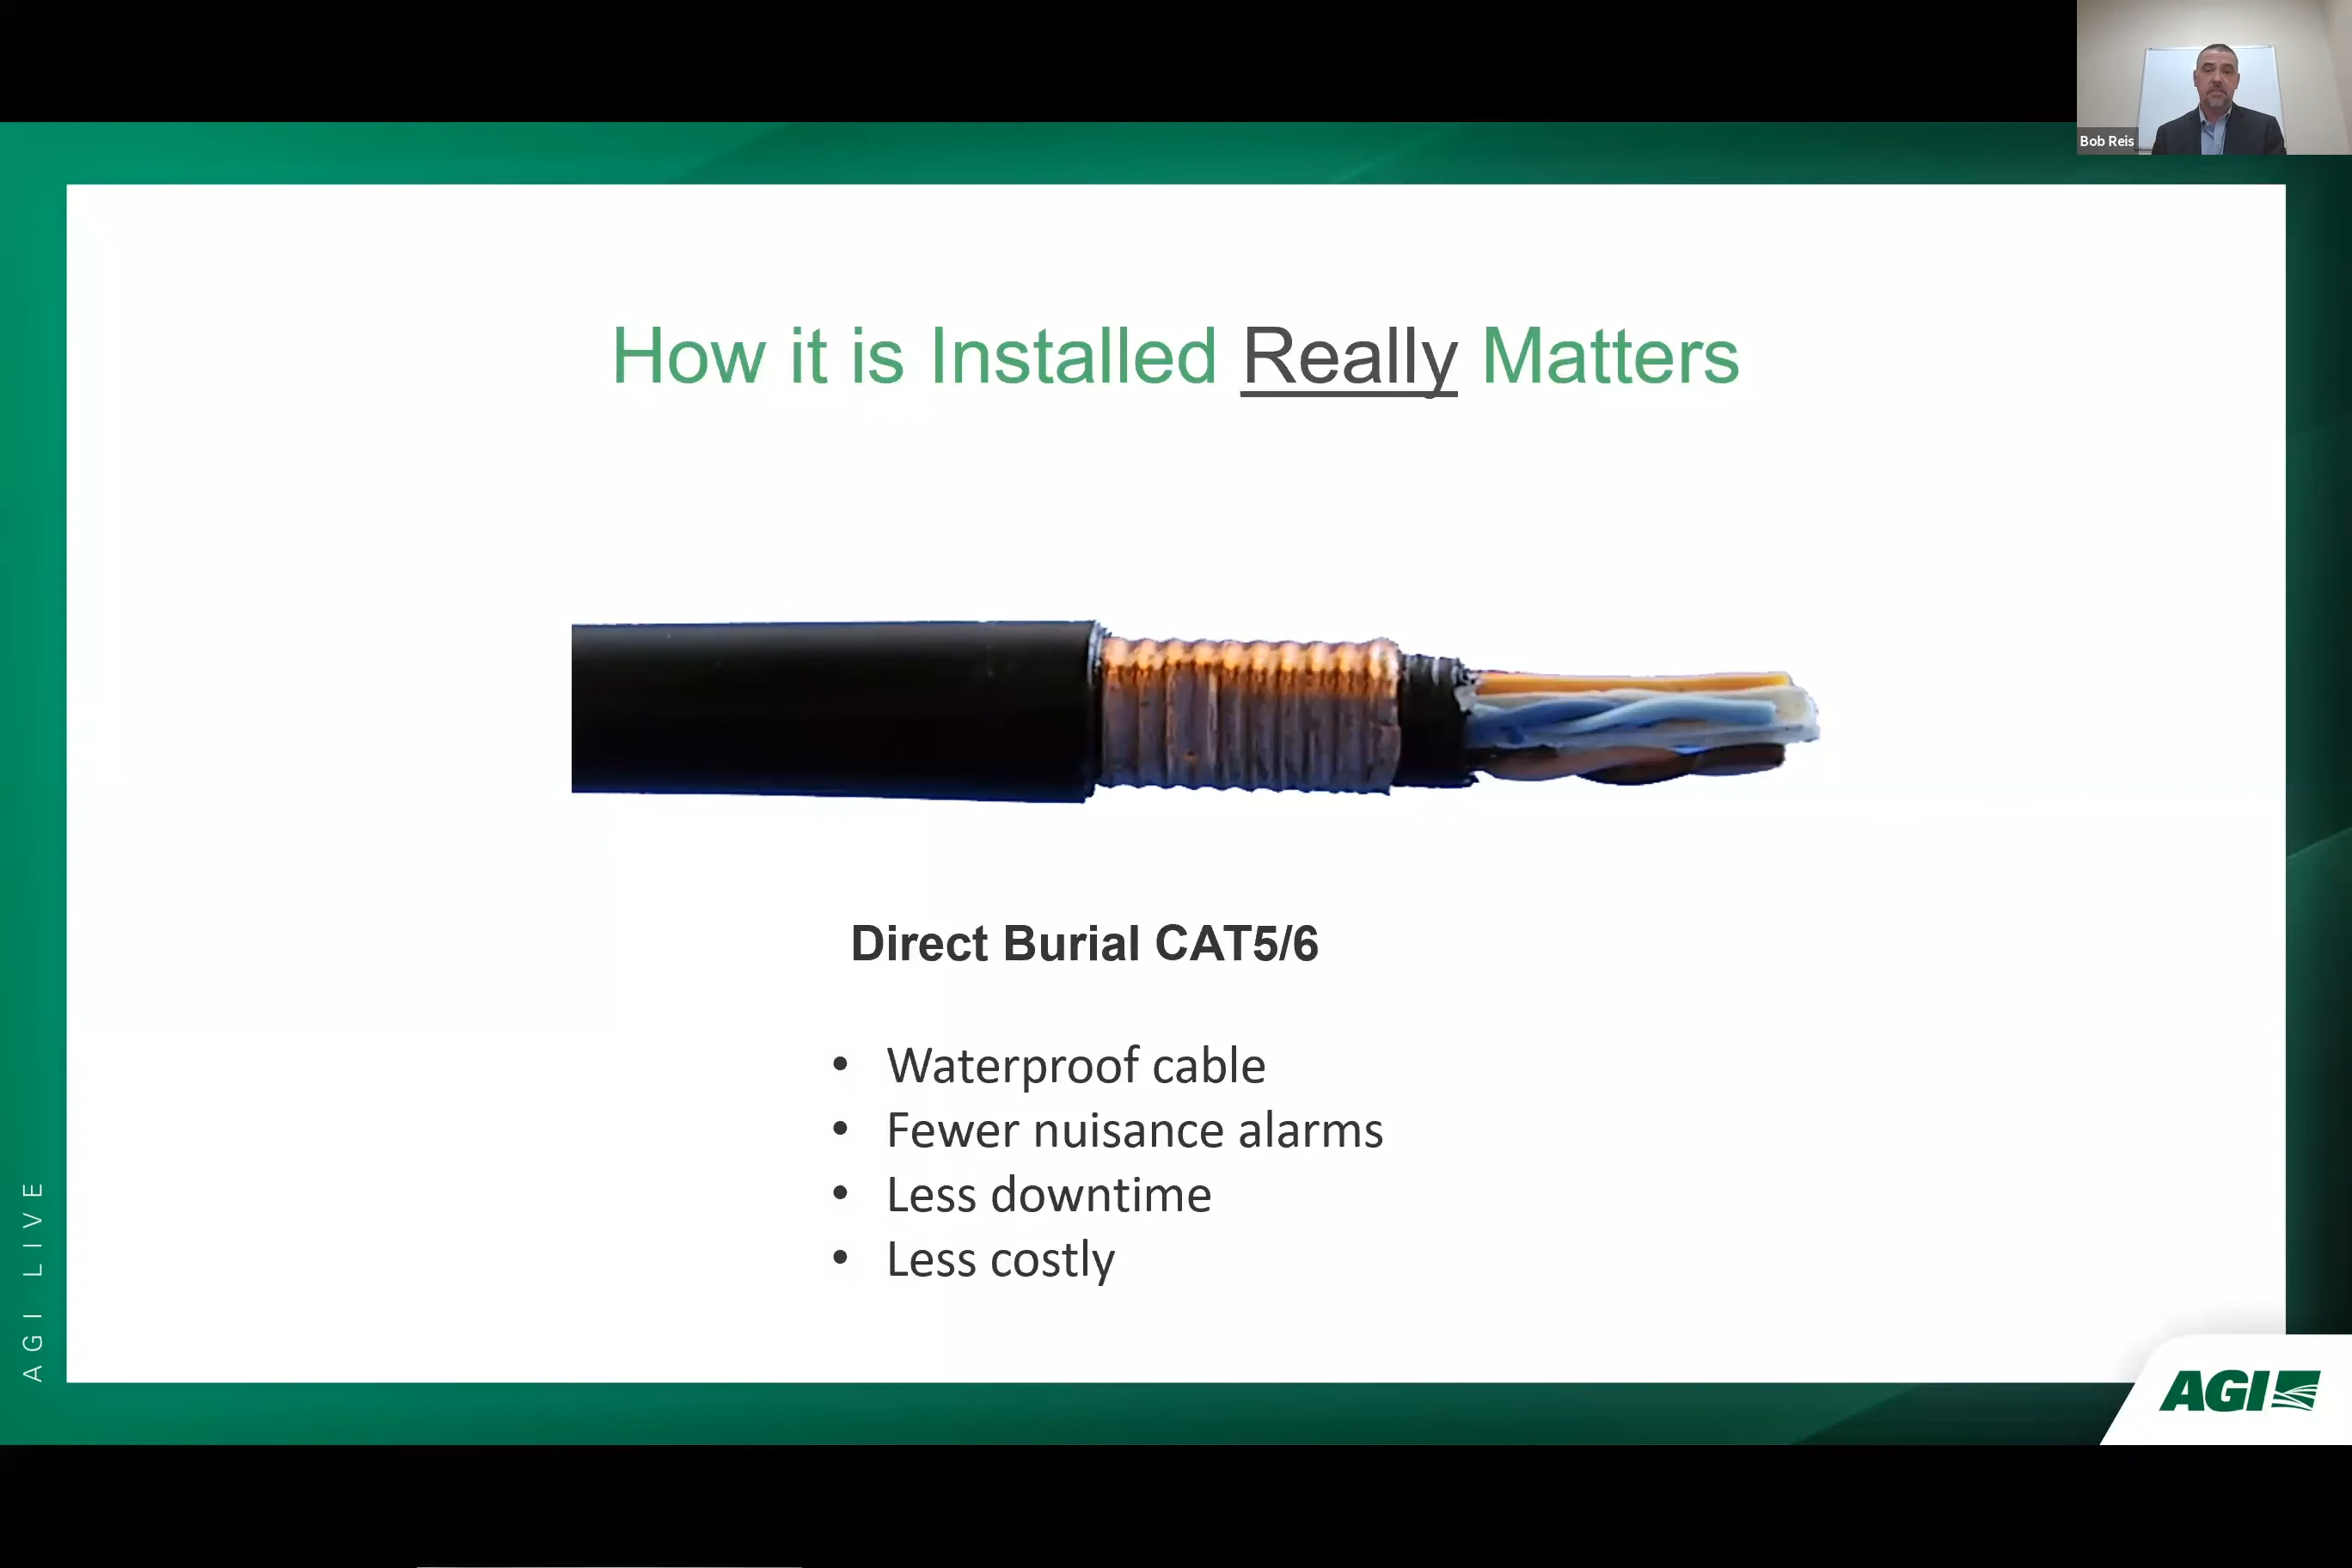 Bob Reis
How it is Installed Really Matters
Direct Burial CAT5/6
• Waterproof cable
• Fewer nuisance alarms
• Less downtime
• Less costly
AGI LIVE
AGI